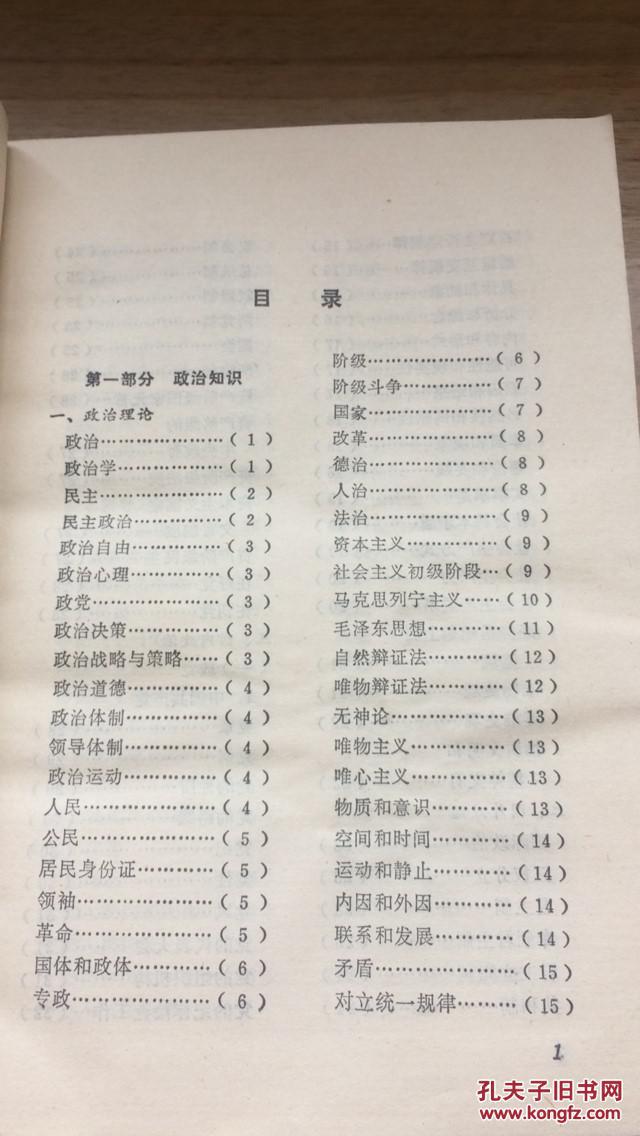 目 录
第一部分 政治知识
一、政治理论
政治…………………（1）
政治学………………（1）
民主…………………（2）
民主政治……………（2）
政治自由……………（3）
政治心理……………（3）
政党…………………（3）
政治决策……………（3）
政治战略与策略……（3）
政治道德……………（4）
政治体制……………（4）
领导体制……………（4）
政治运动……………（4）
人民…………………（4）
公民…………………（5）
居民身份证…………（5）
领袖…………………（5）
革命…………………（5）
国体和政体…………（6）
专政…………………（6）
阶级…………………（6）
阶级斗争……………（7）
国家…………………（7）
改革…………………（8）
德治…………………（8）
人治…………………（8）
法治…………………（9）
资本主义……………（9）
社会主义初级阶段…（9）
马克思列宁主义……（10）
毛泽东思想…………（11）
自然辩证法…………（12）
唯物辩证法…………（12）
无神论………………（13）
唯物主义……………（13）
唯心主义……………（13）
物质和意识…………（13）
空间和时间…………（14）
运动和静止…………（14）
内因和外因…………（14）
联系和发展…………（14）
矛盾…………………（15）
对立统一规律………（15）
1
孔夫子旧书网
www.kongfz.com